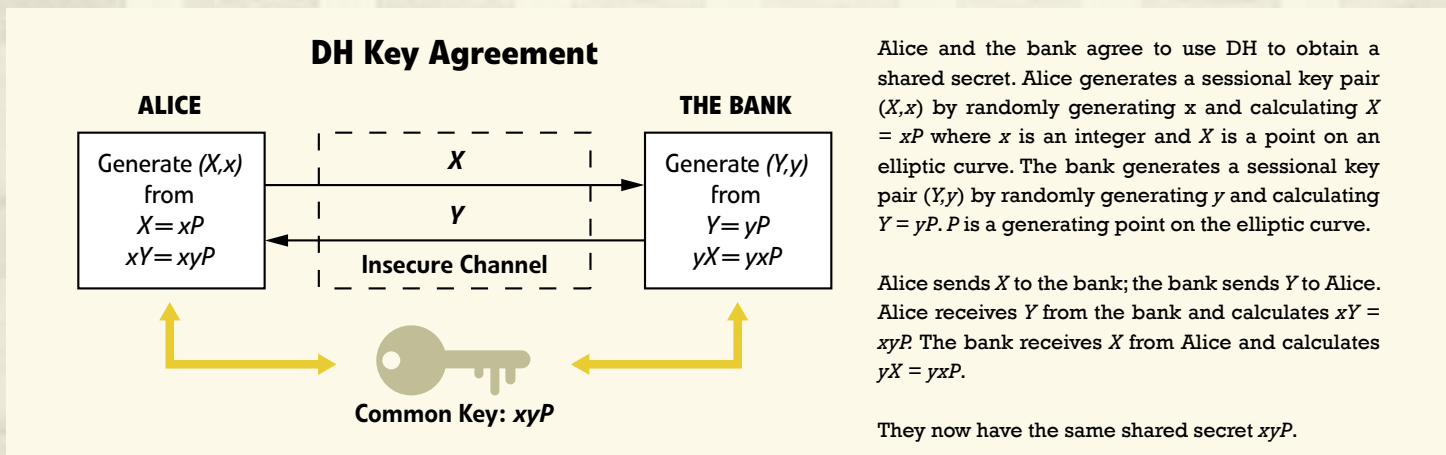 DH Key Agreement
ALICE
THE BANK
Generate (X,x)
from
X=xP
xY=xyP
X
Y
Insecure Channel
Generate (Y,y)
from
Y=yP
yX=yxP
Common Key: xyP
Alice and the bank agree to use DH to obtain a
shared secret. Alice generates a sessional key pair
(X,x) by randomly generating x and calculating X
= xP where x is an integer and X is a point on an
elliptic curve. The bank generates a sessional key
pair (Y,y) by randomly generating y and calculating
Y = yP. P is a generating point on the elliptic curve.
Alice sends X to the bank; the bank sends Y to Alice.
Alice receives Y from the bank and calculates xY =
xyP. The bank receives X from Alice and calculates
yX = yxP.
They now have the same shared secret xyP.